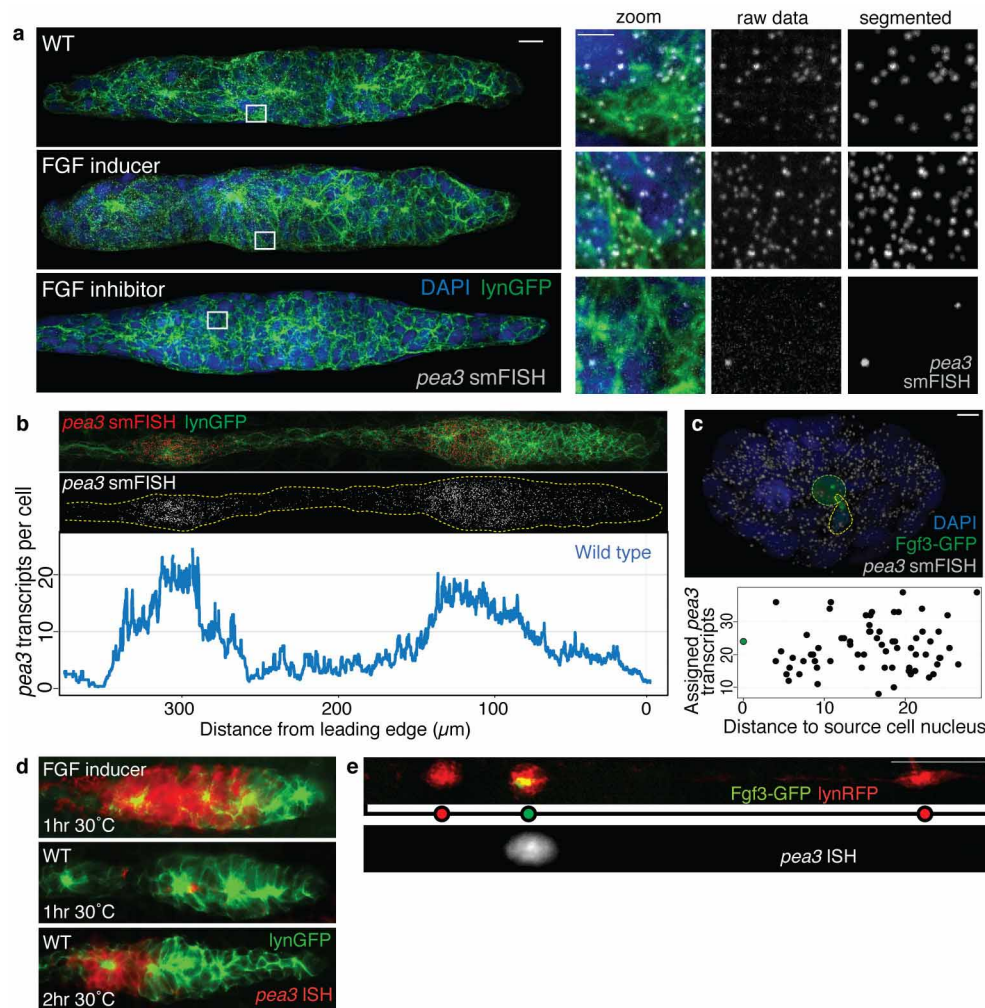 a
WT
zoom
raw data
segmented
FGF inducer
FGF inhibitor
DAPI lynGFP
pea3 smFISH
pea3
smFISH
b
pea3 smFISH lynGFP
pea3 smFISH
Wild type
pea3 transcripts per cell
20
10
0
300
200
100
0
Distance from leading edge (µm)
c
DAPI
Fgf3-GFP
pea3 smFISH
Assigned pea3
transcripts
30
20
10
0
10
20
Distance to source cell nucleus
d
FGF inducer
1hr 30˚C
WT
1hr 30˚C
WT
lynGFP
2hr 30˚C
pea3 ISH
e
Fgf3-GFP lynRFP
pea3 ISH